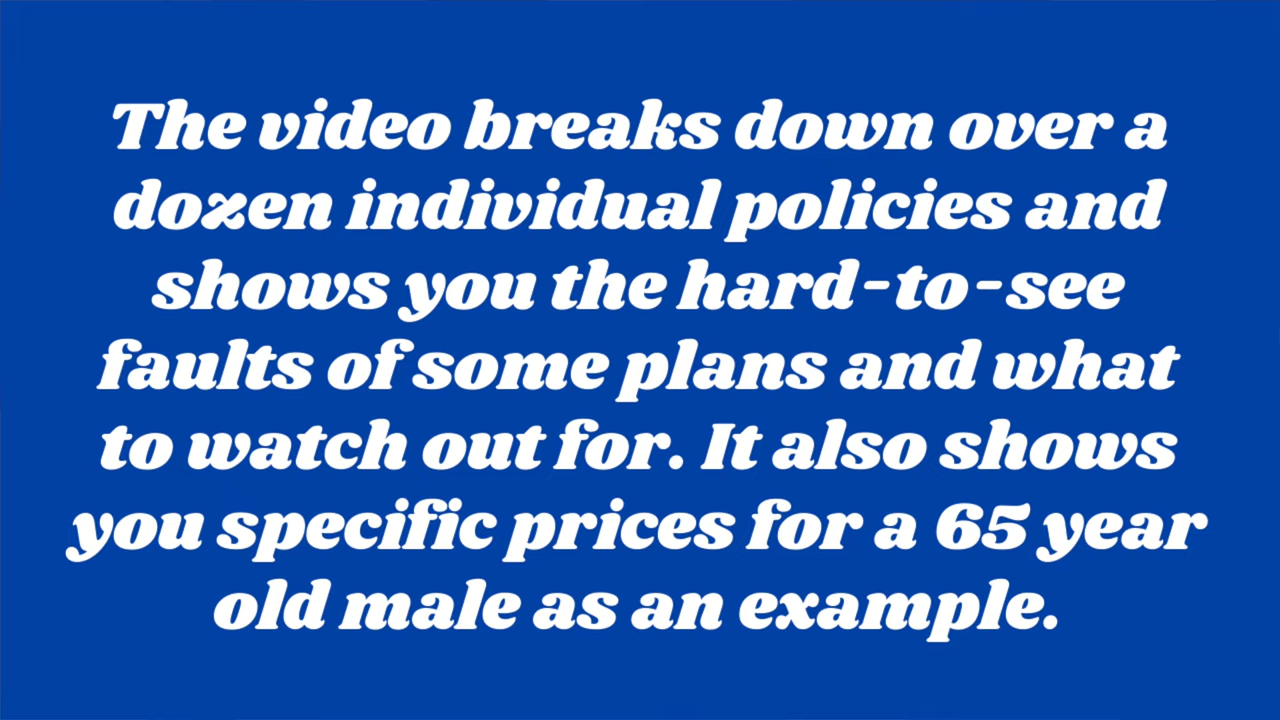 The video breaks down over a
dozen individual policies and
shows you the hard-to-see
faults of some plans and what
to watch out for. It also shows
you specific prices for a 65 year
old male as an example.